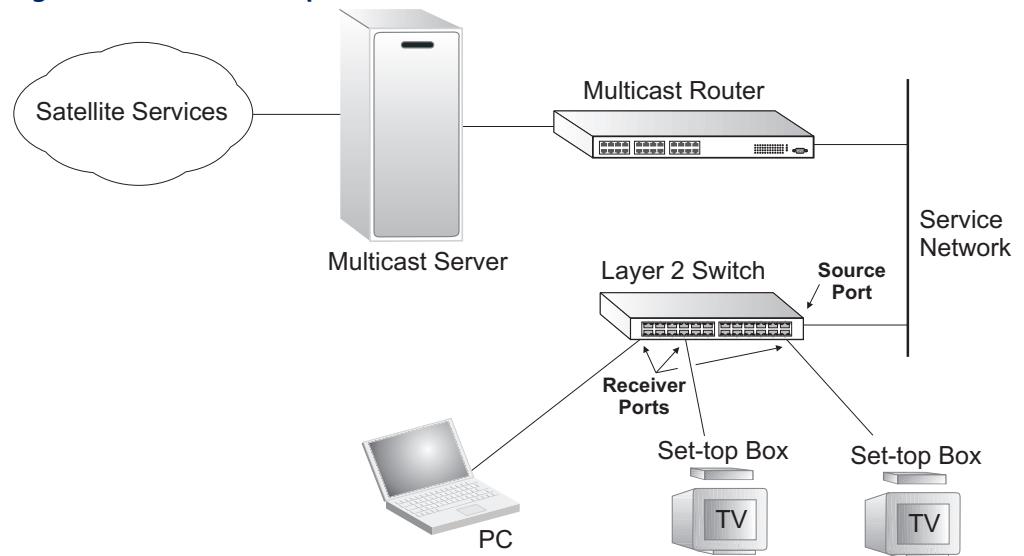 Satellite Services
Multicast Server
Multicast Router
Service
Network
Layer 2 Switch
Source
Port
Receiver
Ports
PC
Set-top Box
TV
Set-top Box
TV